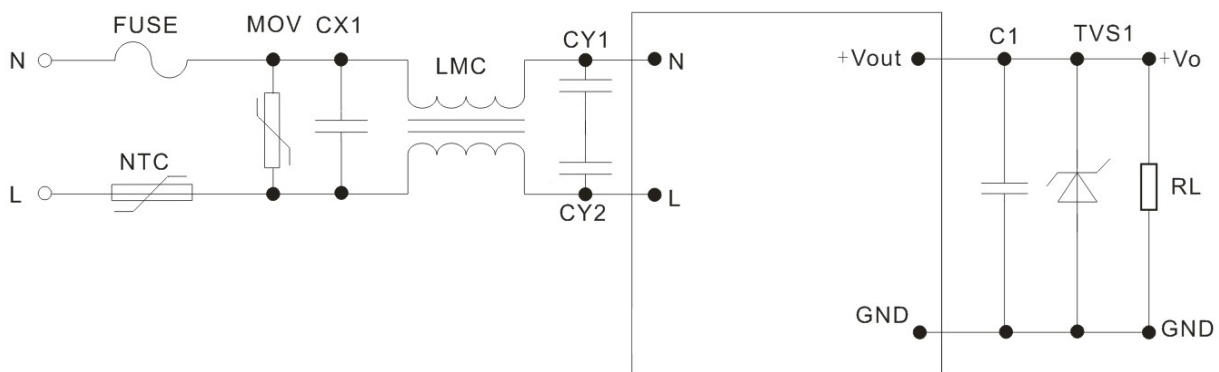 FUSE MOV CX1 LMC CY1 C1 TVS1
N N +Vout +Vo
NTC RL
L CY2 L
GND GND